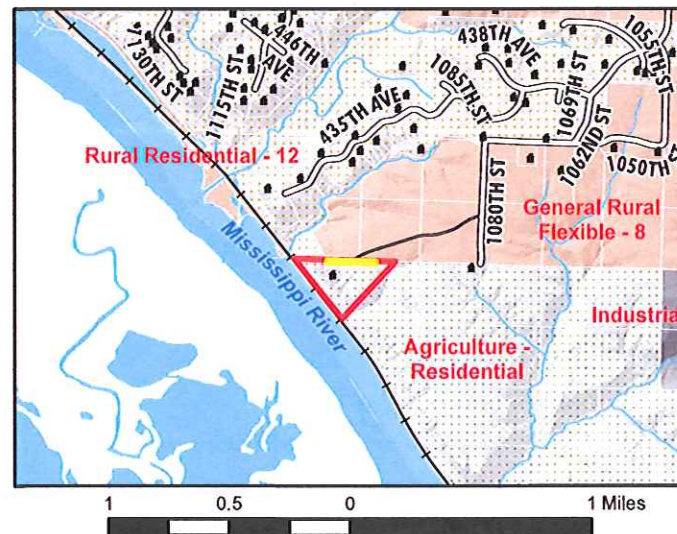 446TH AVE
1130TH ST
1115TH ST
438TH AVE
1055TH ST
1085TH ST
435TH AVE
1069TH ST
1062ND ST
Rural Residential - 12
1050TH
1080TH ST
General Rural
Flexible - 8
Mississippi River
Industria
Agriculture -
Residential
1 0.5 0 1 Miles